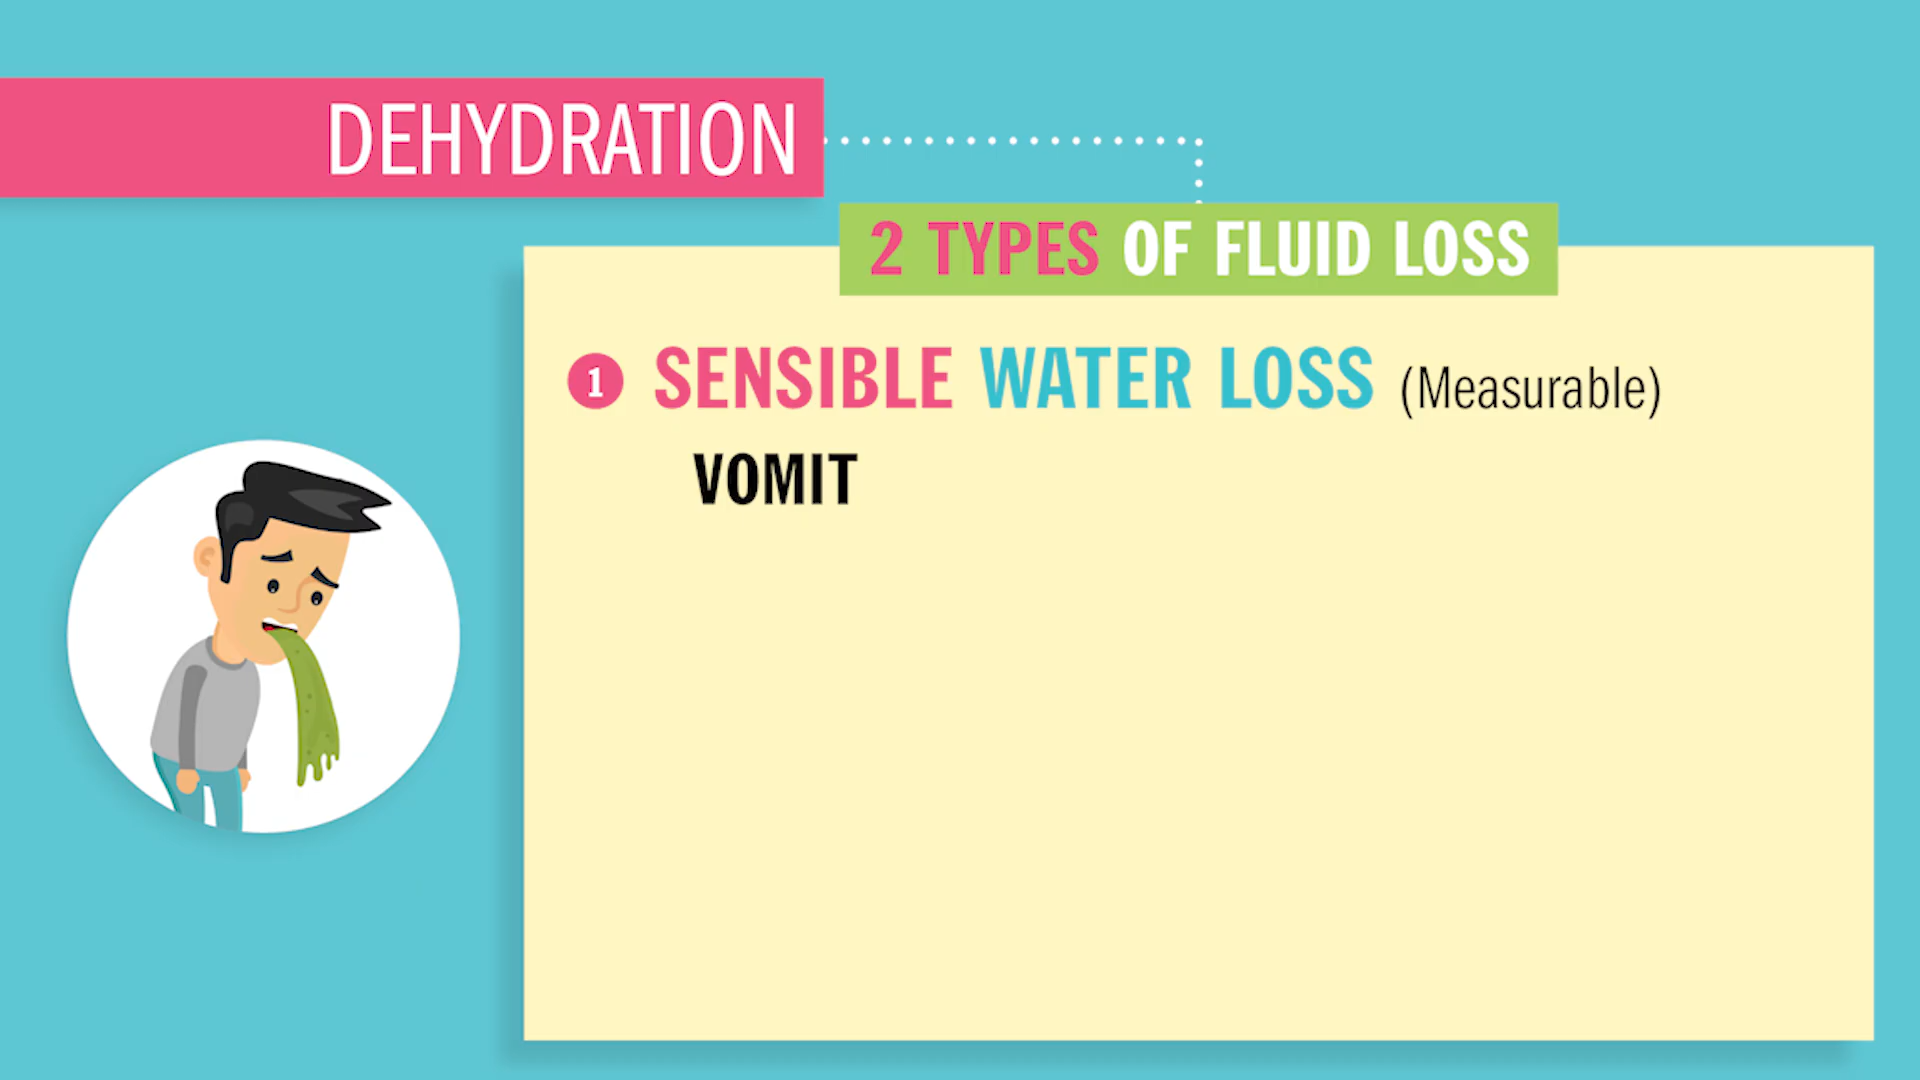 DEHYDRATION
2 TYPES OF FLUID LOSS
1 SENSIBLE WATER LOSS (Measurable)
VOMIT